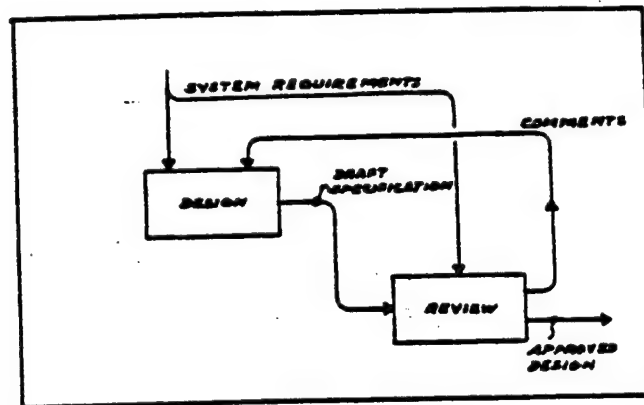 SYSTEM REQUIREMENTS
COMMENTS
DRAFT
SPECIFICATION
DESIGN
REVIEW
APPROVED
DESIGN